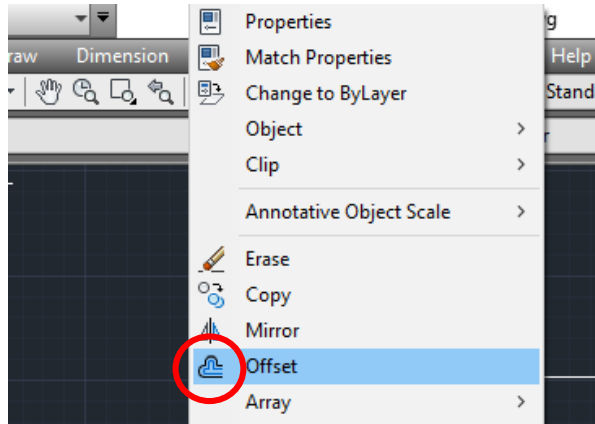 Properties
g
raw Dimension
Match Properties
Help
Change to ByLayer
Stand
Object
r
Clip
Annotative Object Scale
Erase
Copy
Mirror
Offset
Array